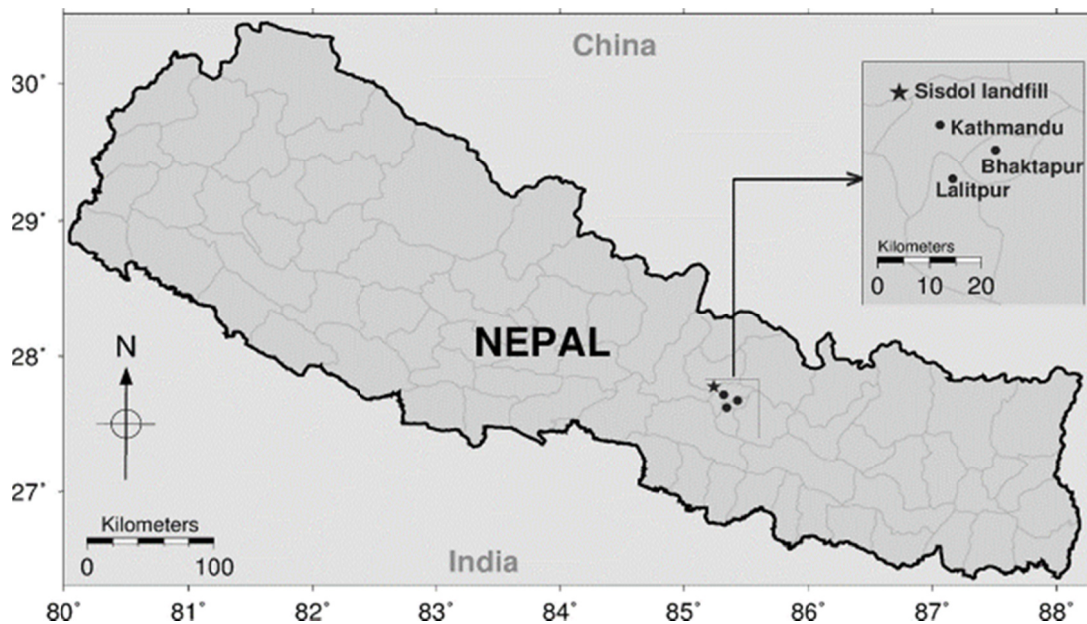 China
30˚
Sisdol landfill
Kathmandu
Bhaktapur
Lalitpur
29˚
Kilometers
0 10 20
NEPAL
28˚
N
27˚
Kilometers
0 100
India
80˚ 81˚ 82˚ 83˚ 84˚ 85˚ 86˚ 87˚ 88˚